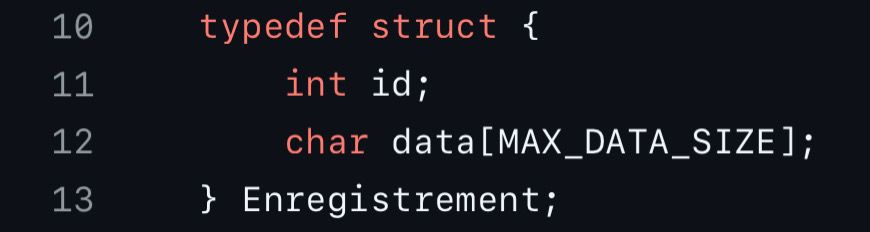 10 typedef struct {
11 int id;
12 char data[MAX_DATA_SIZE];
13 } Enregistrement;